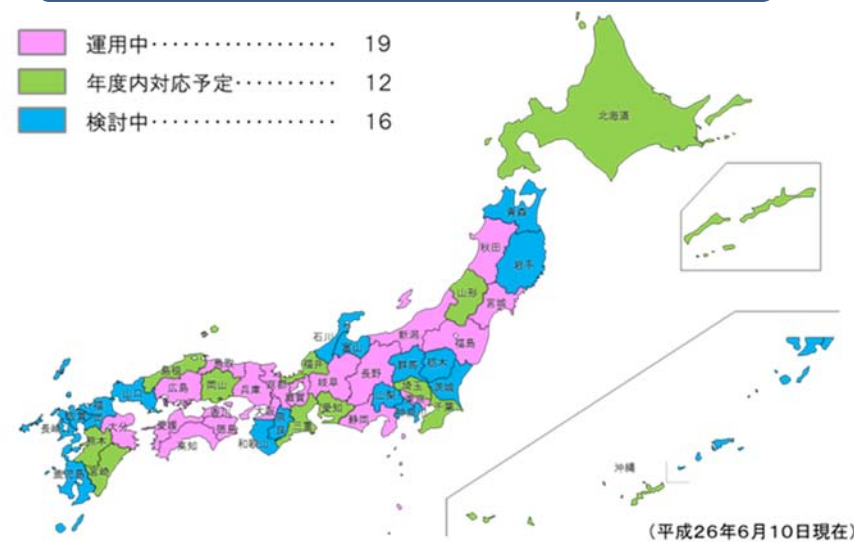 運用中･･････････････････ 19
年度内対応予定･･････････ 12
検討中･･････････････････ 16
北海道
青森
秋田
岩手
山形
宮城
石川
富山
新潟
福島
福井
長野
群馬
栃木
茨城
岐阜
山梨
埼玉
千葉
島根
鳥取
岡山
広島
兵庫
京都
滋賀
愛知
静岡
三重
大阪
和歌山
山口
香川
愛媛
徳島
高知
大分
長崎
熊本
宮崎
鹿児島
沖縄
（平成26年6月10日現在）